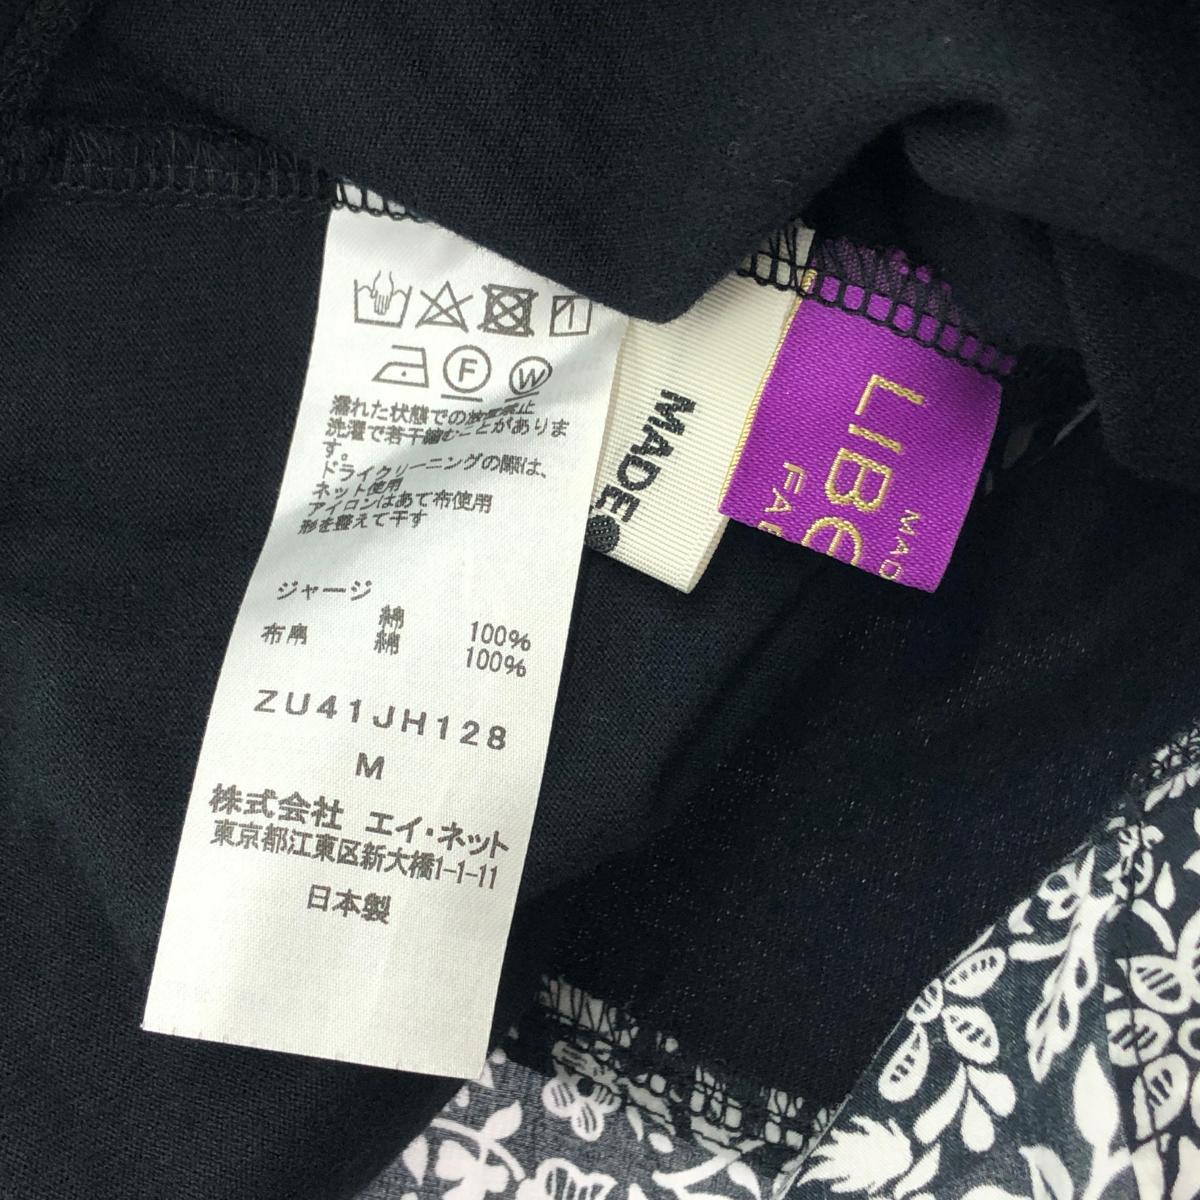 F W
濡れた状態での放置禁止
洗濯で若干縮むことがありま
す。
ドライクリーニングの際は、
ネット使用
アイロンはあて布使用
形を整えて干す
ジャージ
綿 100%
布帛 綿 100%
ZU41JH128
M
株式会社 エイ・ネット
東京都江東区新大橋1-1-11
日本製
MADE
LIBe
FA
MAD